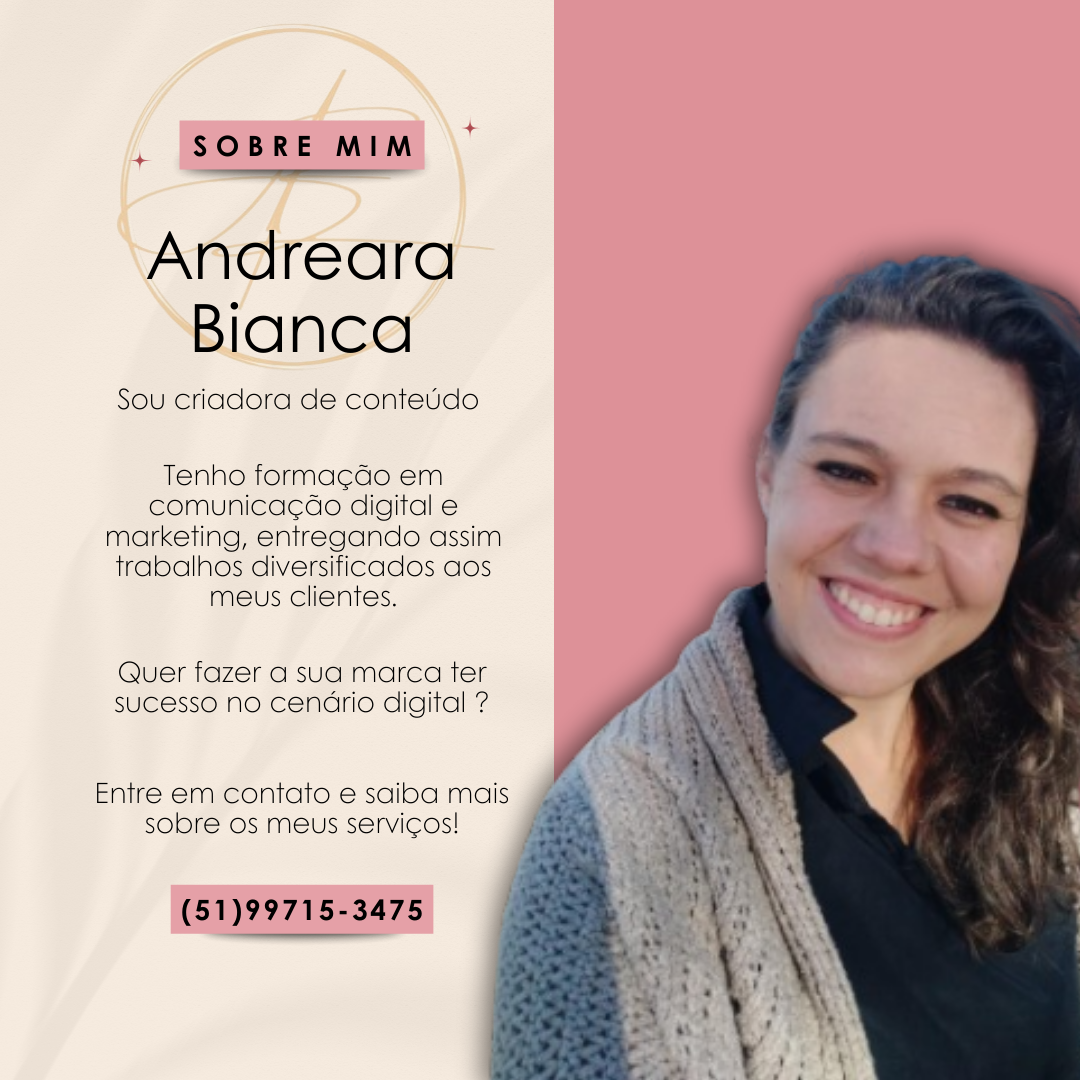 SOBRE MIM
Andreara
Bianca
Sou criadora de conteúdo
Tenho formação em
comunicação digital e
marketing, entregando assim
trabalhos diversificados aos
meus clientes.
Quer fazer a sua marca ter
sucesso no cenário digital ?
Entre em contato e saiba mais
sobre os meus serviços!
(51)99715-3475